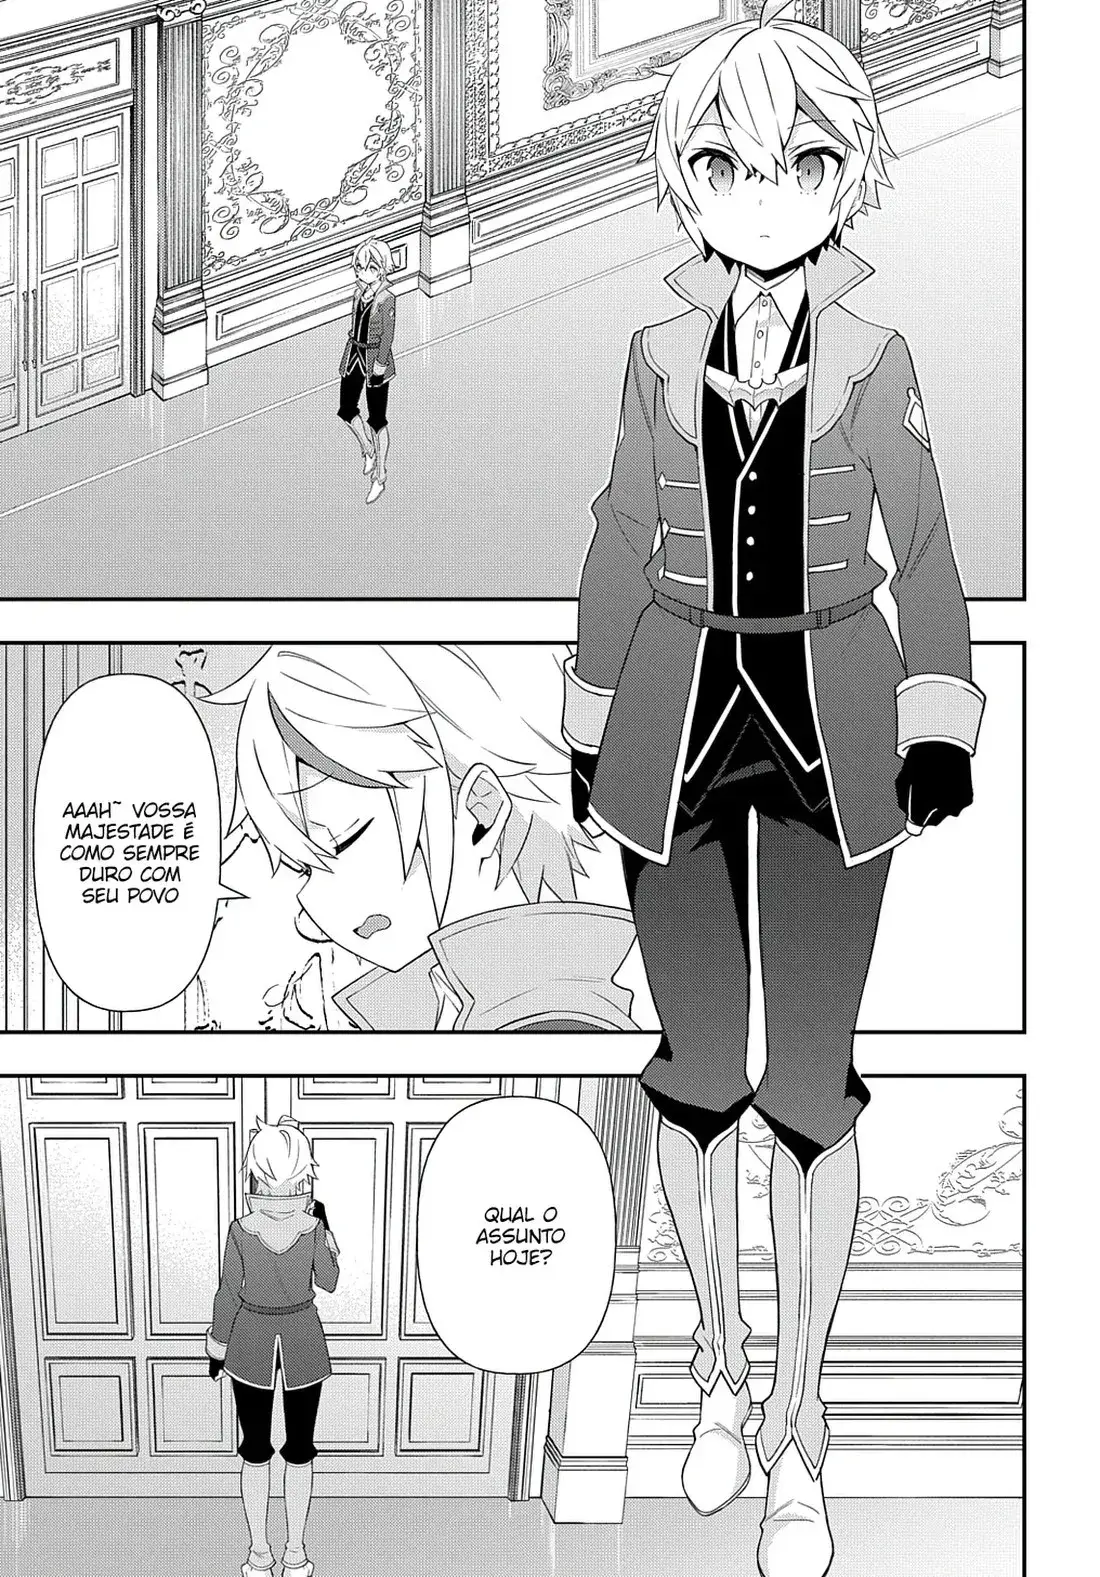 AAAH~ VOSSA
MAJESTADE É
COMO SEMPRE
DURO COM
SEU POVO
QUAL O
ASSUNTO
HOJE?